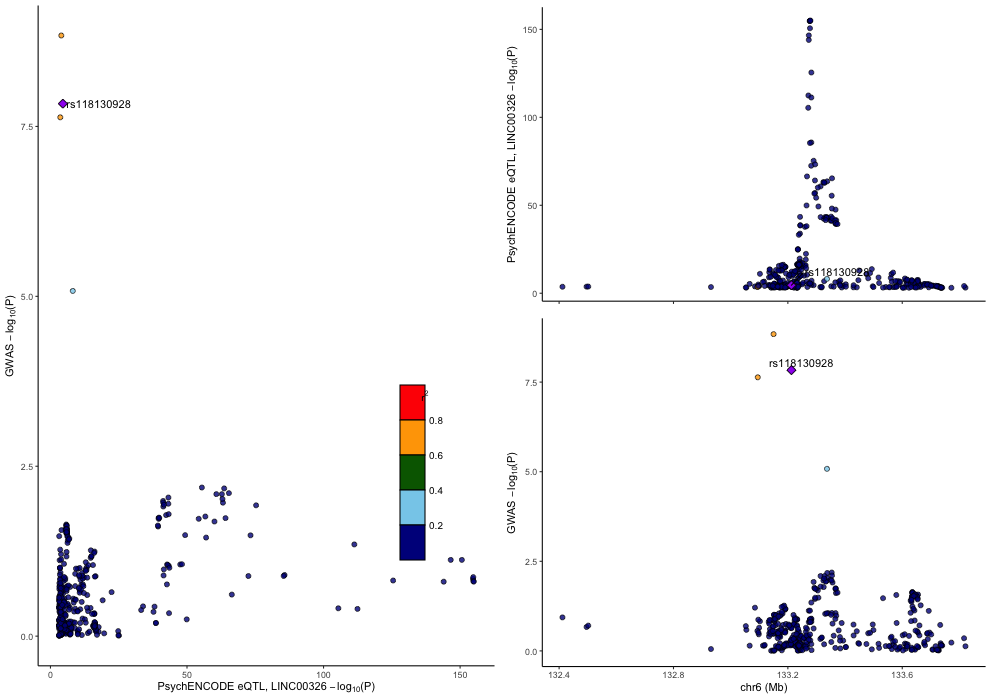 GWAS −log10(P)
7.5
5.0
2.5
0.0
rs118130928
r2
0.8
0.6
0.4
0.2
0
50
100
150
PsychENCODE eQTL, LINC00326 −log10(P)
PsychENCODE eQTL, LINC00326 −log10(P)
150
100
50
0
rs118130928
GWAS −log10(P)
7.5
5.0
2.5
0.0
rs118130928
132.4
132.8
133.2
133.6
chr6 (Mb)